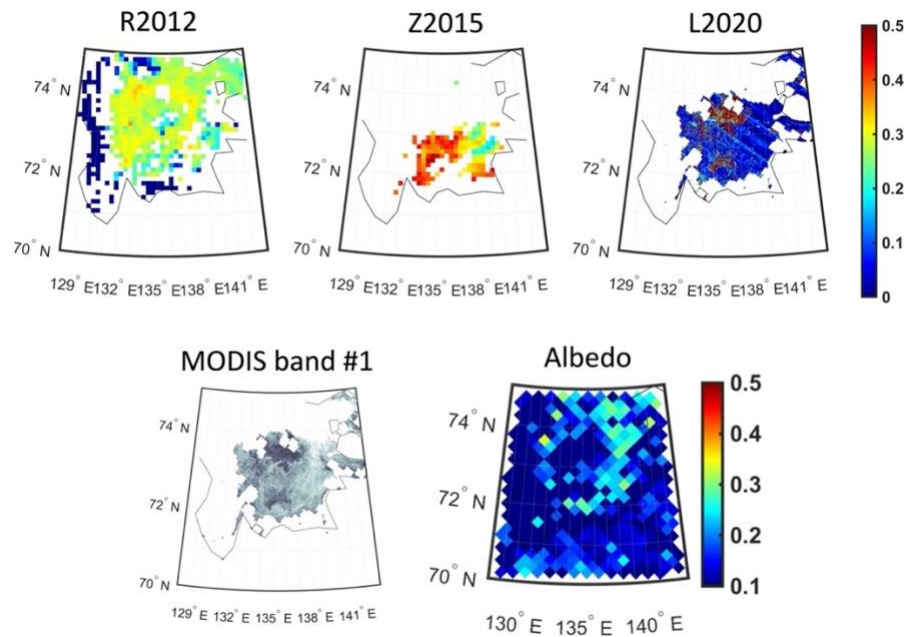 R2012
Z2015
L2020
74° N
72° N
70° N
129° E132° E135° E138° E141° E
74° N
72° N
70° N
129° E132° E135° E138° E141° E
74° N
72° N
70° N
129° E132° E135° E138° E141° E
0.5
0.4
0.3
0.2
0.1
0
MODIS band #1
Albedo
74° N
72° N
70° N
129° E 132° E 135° E 138° E 141° E
74° N
72° N
70° N
130° E 135° E 140° E
0.5
0.4
0.3
0.2
0.1